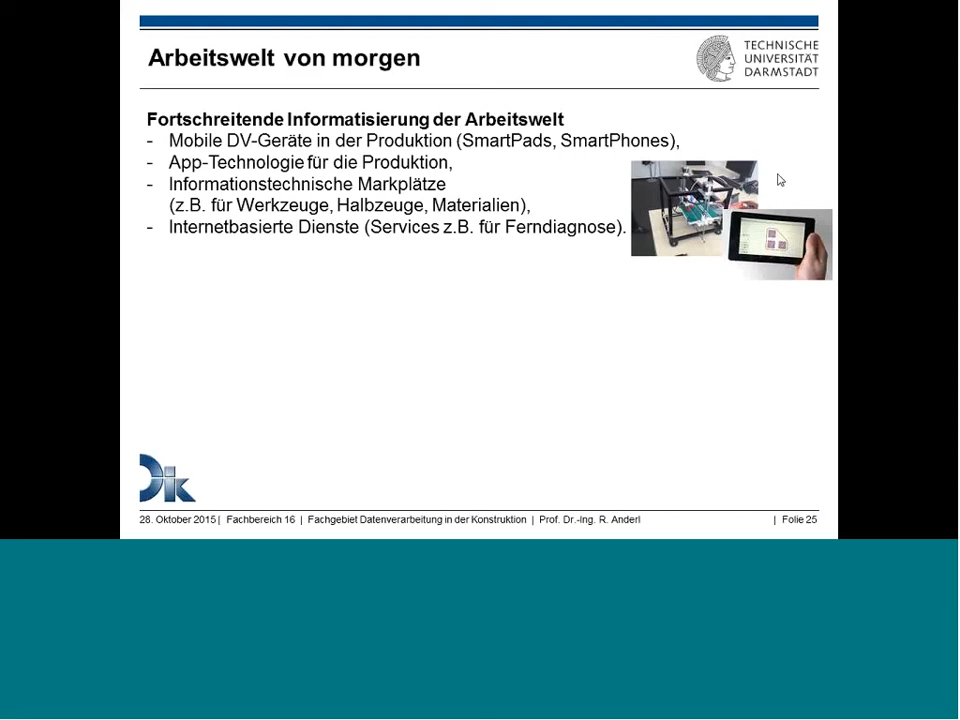 Arbeitswelt von morgen
TECHNISCHE
UNIVERSITÄT
DARMSTADT
Fortschreitende Informatisierung der Arbeitswelt
- Mobile DV-Geräte in der Produktion (SmartPads, SmartPhones),
- App-Technologie für die Produktion,
- Informationstechnische Markplätze
(z.B. für Werkzeuge, Halbzeuge, Materialien),
- Internetbasierte Dienste (Services z.B. für Ferndiagnose).
Dik
28. Oktober 2015 | Fachbereich 16 | Fachgebiet Datenverarbeitung in der Konstruktion | Prof. Dr.-Ing. R. Anderl | Folie 25